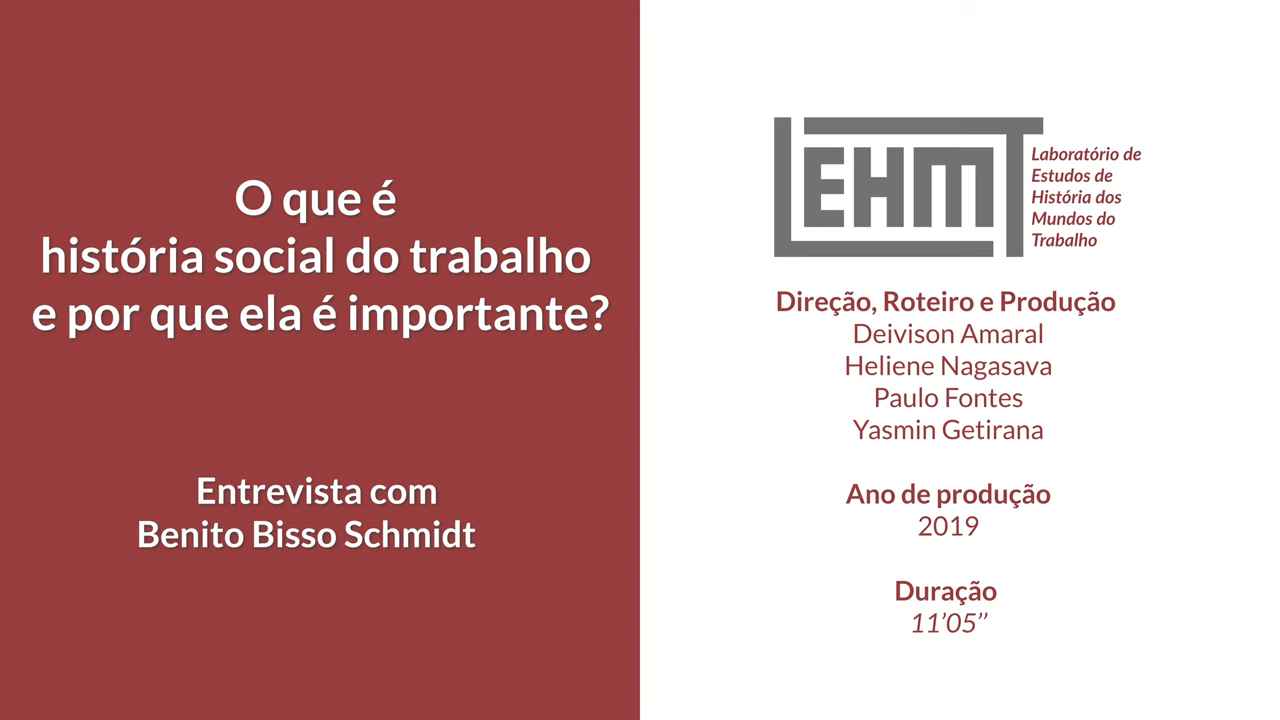 O que é
história social do trabalho
e por que ela é importante?
Entrevista com
Benito Bisso Schmidt
LEHMT
Laboratório de
Estudos de
História dos
Mundos do
Trabalho
Direção, Roteiro e Produção
Deivison Amaral
Heliene Nagasava
Paulo Fontes
Yasmin Getirana
Ano de produção
2019
Duração
11’05’’